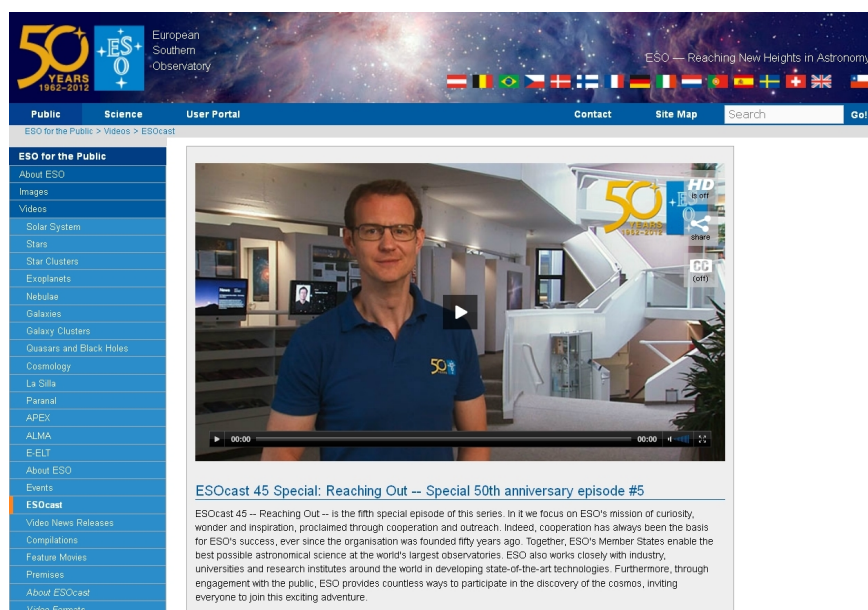 50
YEARS
1962-2012
ES
O
European
Southern
Observatory
ESO — Reaching New Heights in Astronomy
Public Science User Portal Contact Site Map Search Go!
ESO for the Public > Videos > ESOcast
ESO for the Public
About ESO
Images
Videos
Solar System
Stars
Star Clusters
Exoplanets
Nebulae
Galaxies
Galaxy Clusters
Quasars and Black Holes
Cosmology
La Silla
Paranal
APEX
ALMA
E-ELT
About ESO
Events
ESOcast
Video News Releases
Compilations
Feature Movies
Premises
About ESOcast
Video Formats
50
YEARS
1962-2012
HD
is off
share
CC
(off)
50
00:00 00:00
ESOcast 45 Special: Reaching Out -- Special 50th anniversary episode #5
ESOcast 45 -- Reaching Out -- is the fifth special episode of this series. In it we focus on ESO's mission of curiosity,
wonder and inspiration, proclaimed through cooperation and outreach. Indeed, cooperation has always been the basis
for ESO's success, ever since the organisation was founded fifty years ago. Together, ESO's Member States enable the
best possible astronomical science at the world's largest observatories. ESO also works closely with industry,
universities and research institutes around the world in developing state-of-the-art technologies. Furthermore, through
engagement with the public, ESO provides countless ways to participate in the discovery of the cosmos, inviting
everyone to join this exciting adventure.